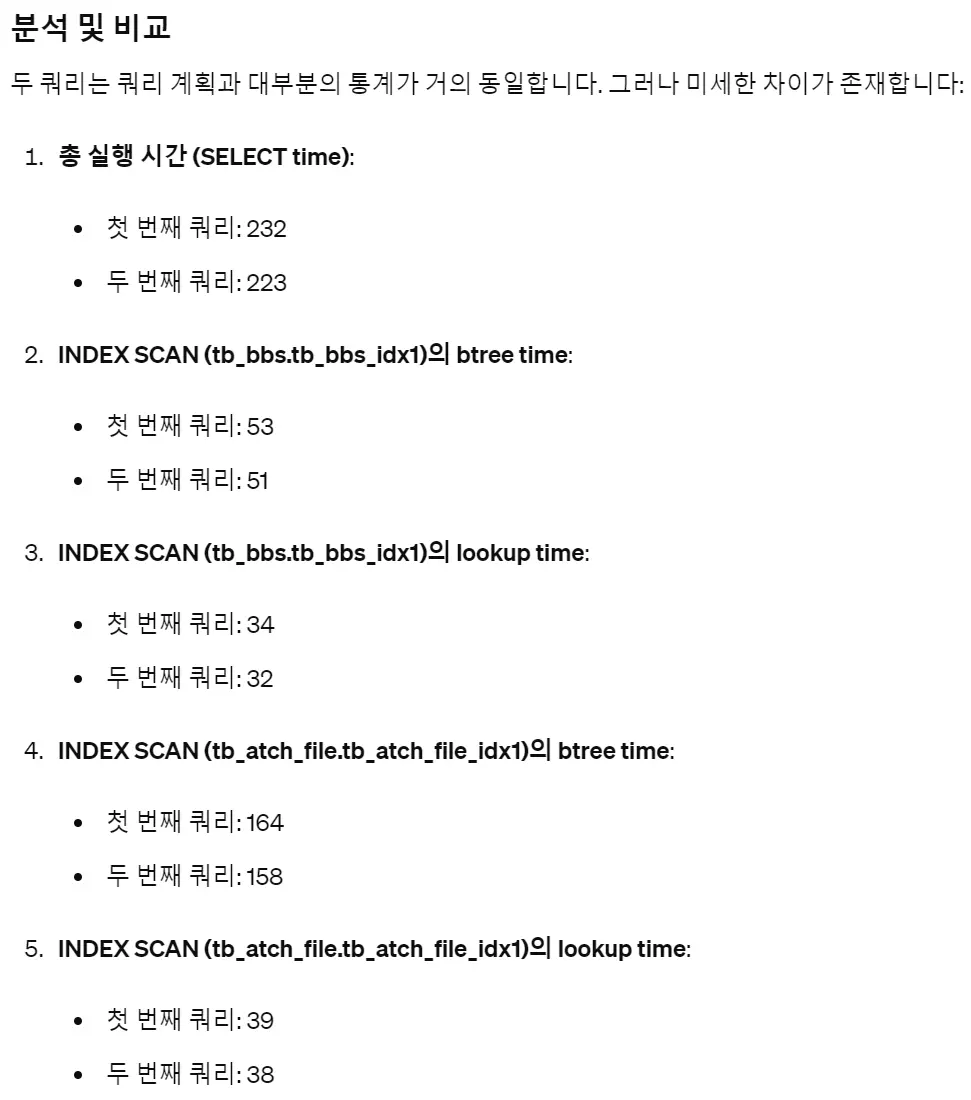 분석 및 비교
두 쿼리는 쿼리 계획과 대부분의 통계가 거의 동일합니다. 그러나 미세한 차이가 존재합니다:
1. 총 실행 시간 (SELECT time):
• 첫 번째 쿼리: 232
• 두 번째 쿼리: 223
2. INDEX SCAN (tb_bbs.tb_bbs_idx1)의 btree time:
• 첫 번째 쿼리: 53
• 두 번째 쿼리: 51
3. INDEX SCAN (tb_bbs.tb_bbs_idx1)의 lookup time:
• 첫 번째 쿼리: 34
• 두 번째 쿼리: 32
4. INDEX SCAN (tb_atch_file.tb_atch_file_idx1)의 btree time:
• 첫 번째 쿼리: 164
• 두 번째 쿼리: 158
5. INDEX SCAN (tb_atch_file.tb_atch_file_idx1)의 lookup time:
• 첫 번째 쿼리: 39
• 두 번째 쿼리: 38